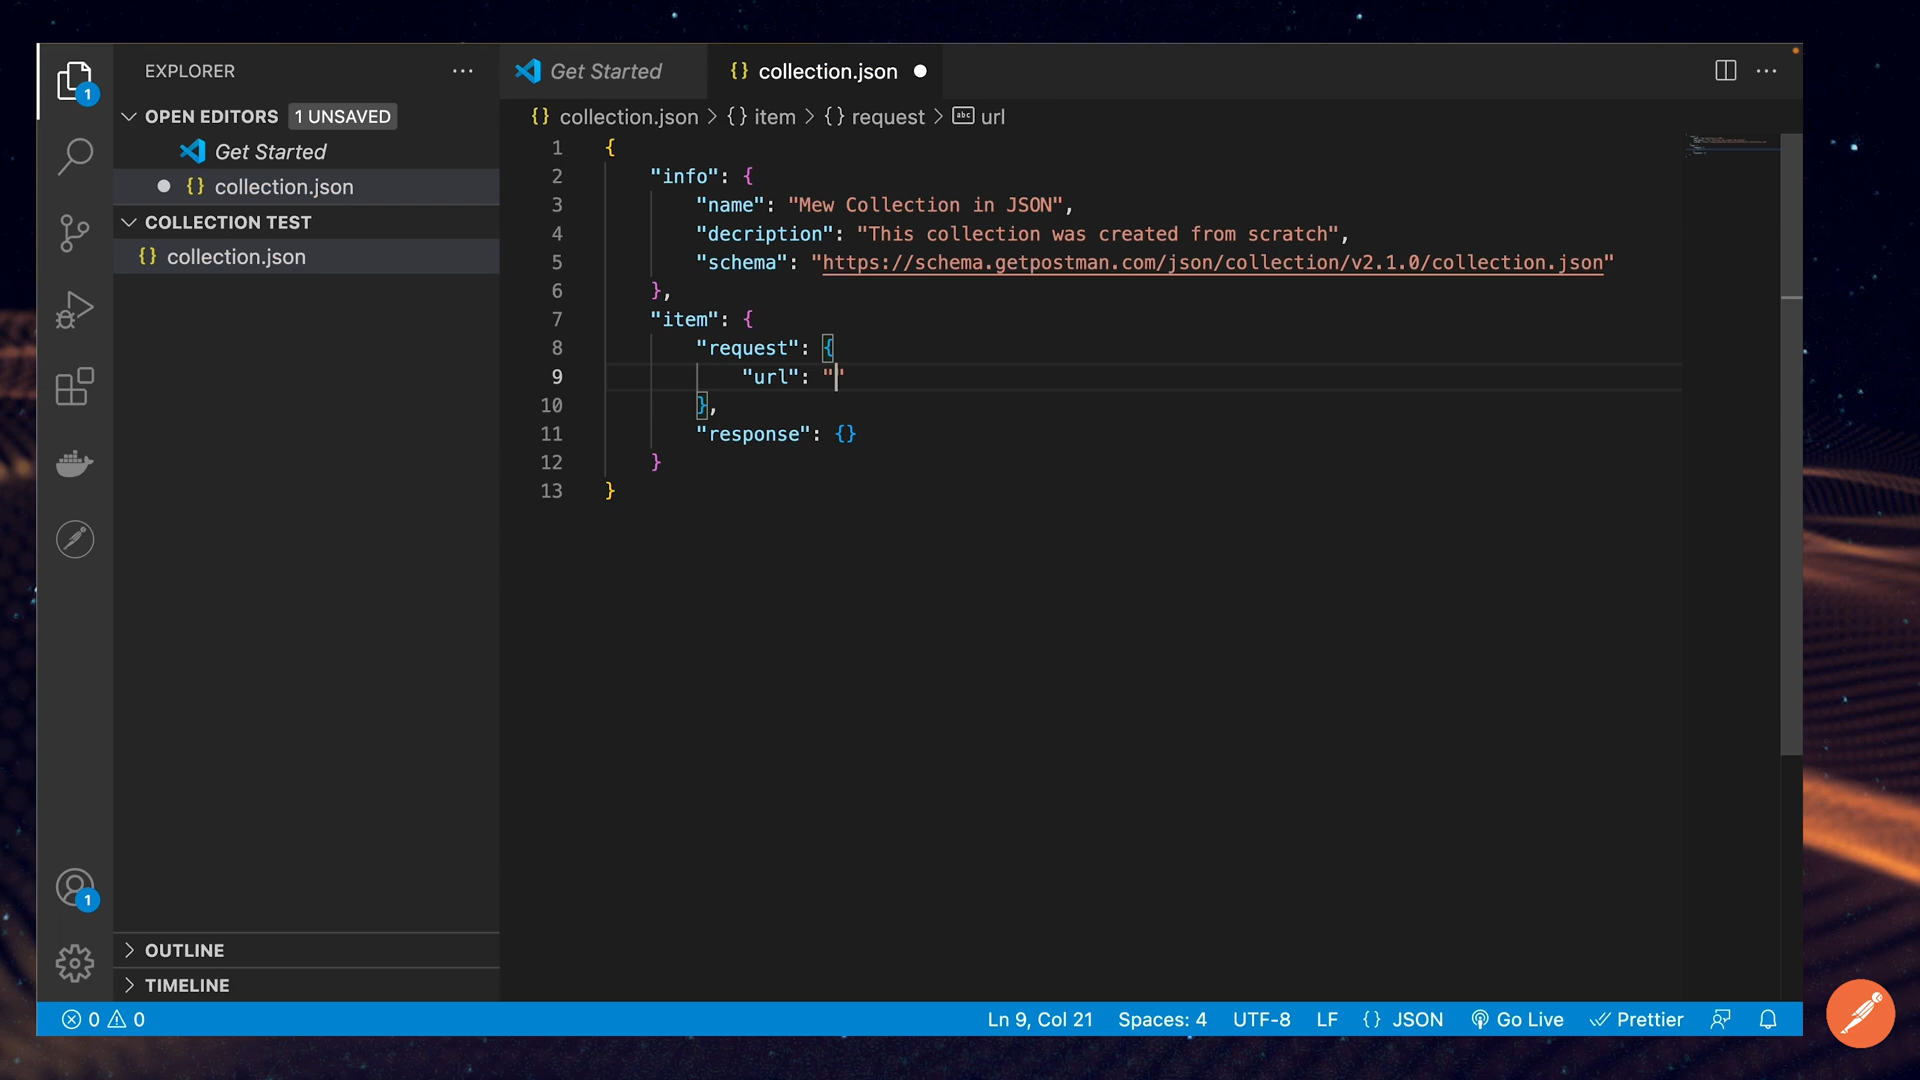 EXPLORER
1
OPEN EDITORS 1 UNSAVED
Get Started
{} collection.json
COLLECTION TEST
{} collection.json
1
OUTLINE
TIMELINE
Get Started
{} collection.json
{} collection.json > {} item > {} request > abc url
1 {
2 "info": {
3 "name": "Mew Collection in JSON",
4 "decription": "This collection was created from scratch",
5 "schema": "https://schema.getpostman.com/json/collection/v2.1.0/collection.json"
6 },
7 "item": {
8 "request": {
9 "url": ""
10 },
11 "response": {}
12 }
13 }
0 0 Ln 9, Col 21 Spaces: 4 UTF-8 LF {} JSON Go Live Prettier